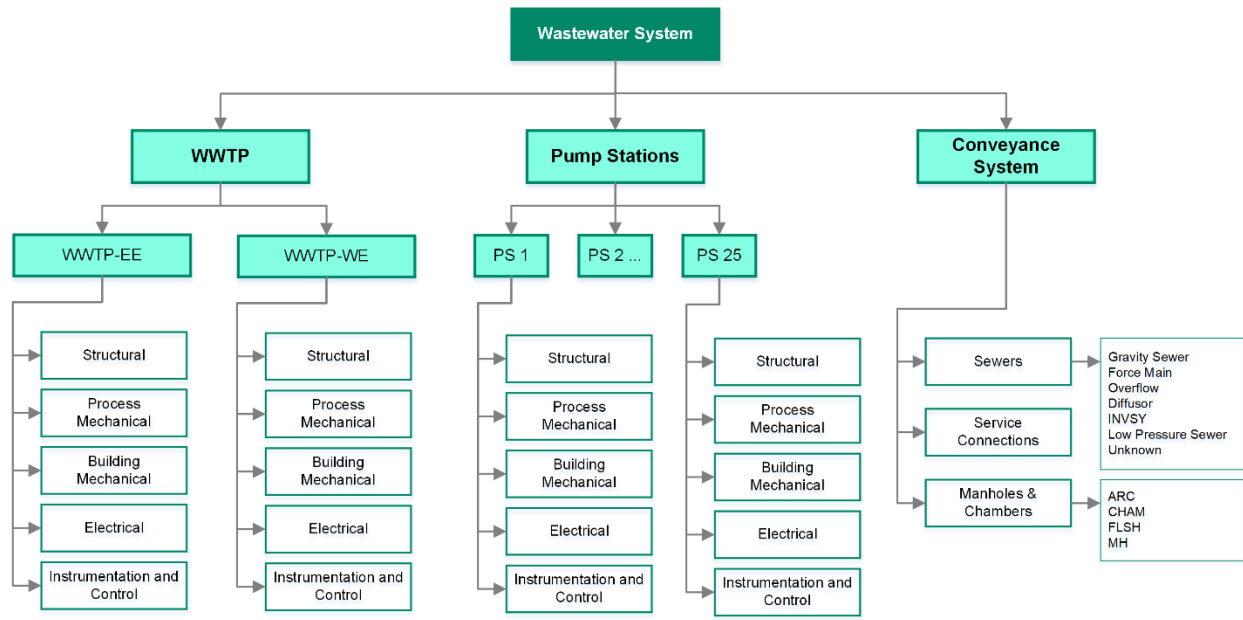 Wastewater System
WWTP
Pump Stations
Conveyance
System
WWTP-EE
WWTP-WE
PS 1
PS 2 ...
PS 25
Structural
Process
Mechanical
Building
Mechanical
Electrical
Instrumentation and
Control
Structural
Process
Mechanical
Building
Mechanical
Electrical
Instrumentation and
Control
Structural
Process
Mechanical
Building
Mechanical
Electrical
Instrumentation and
Control
Structural
Process
Mechanical
Building
Mechanical
Electrical
Instrumentation and
Control
Sewers
Service
Connections
Manholes &
Chambers
Gravity Sewer
Force Main
Overflow
Diffusor
INVSY
Low Pressure Sewer
Unknown
ARC
CHAM
FLSH
MH